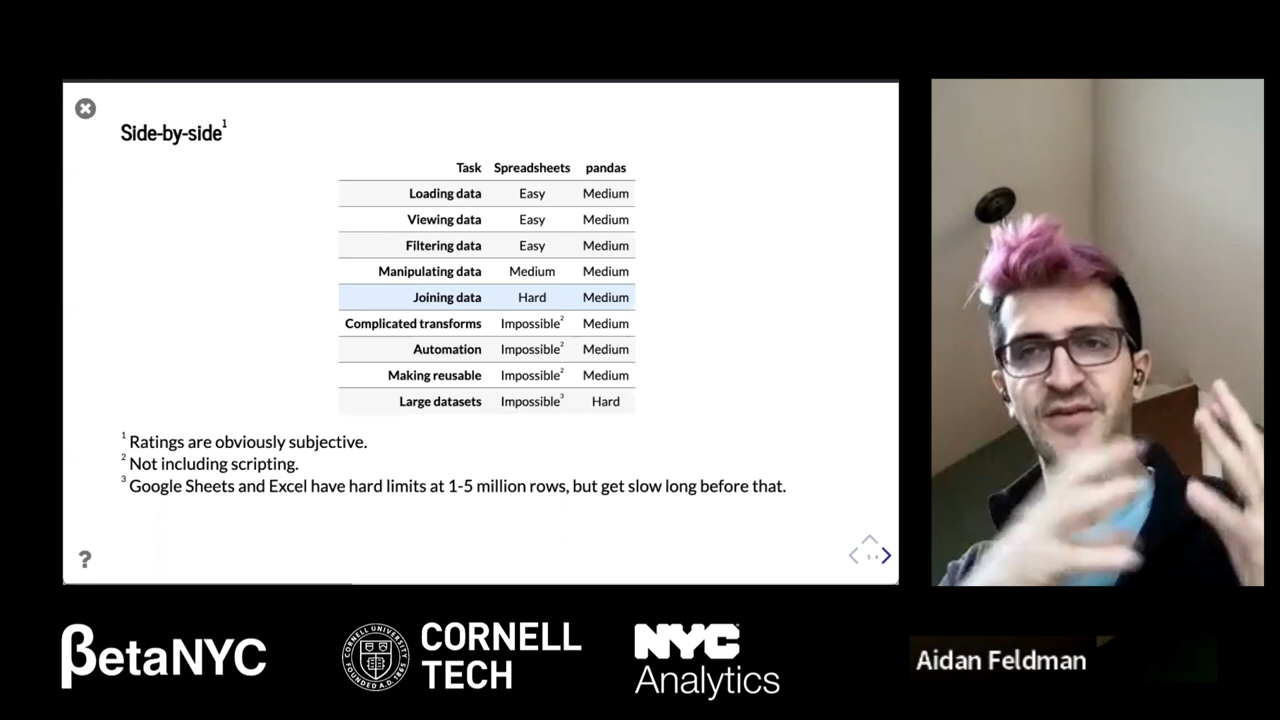 Side-by-side¹
Task Spreadsheets pandas
Loading data Easy Medium
Viewing data Easy Medium
Filtering data Easy Medium
Manipulating data Medium Medium
Joining data Hard Medium
Complicated transforms Impossible² Medium
Automation Impossible² Medium
Making reusable Impossible² Medium
Large datasets Impossible³ Hard
¹ Ratings are obviously subjective.
² Not including scripting.
³ Google Sheets and Excel have hard limits at 1-5 million rows, but get slow long before that.
?
βetaNYC
CORNELL
TECH
NYC
Analytics
Aidan Feldman